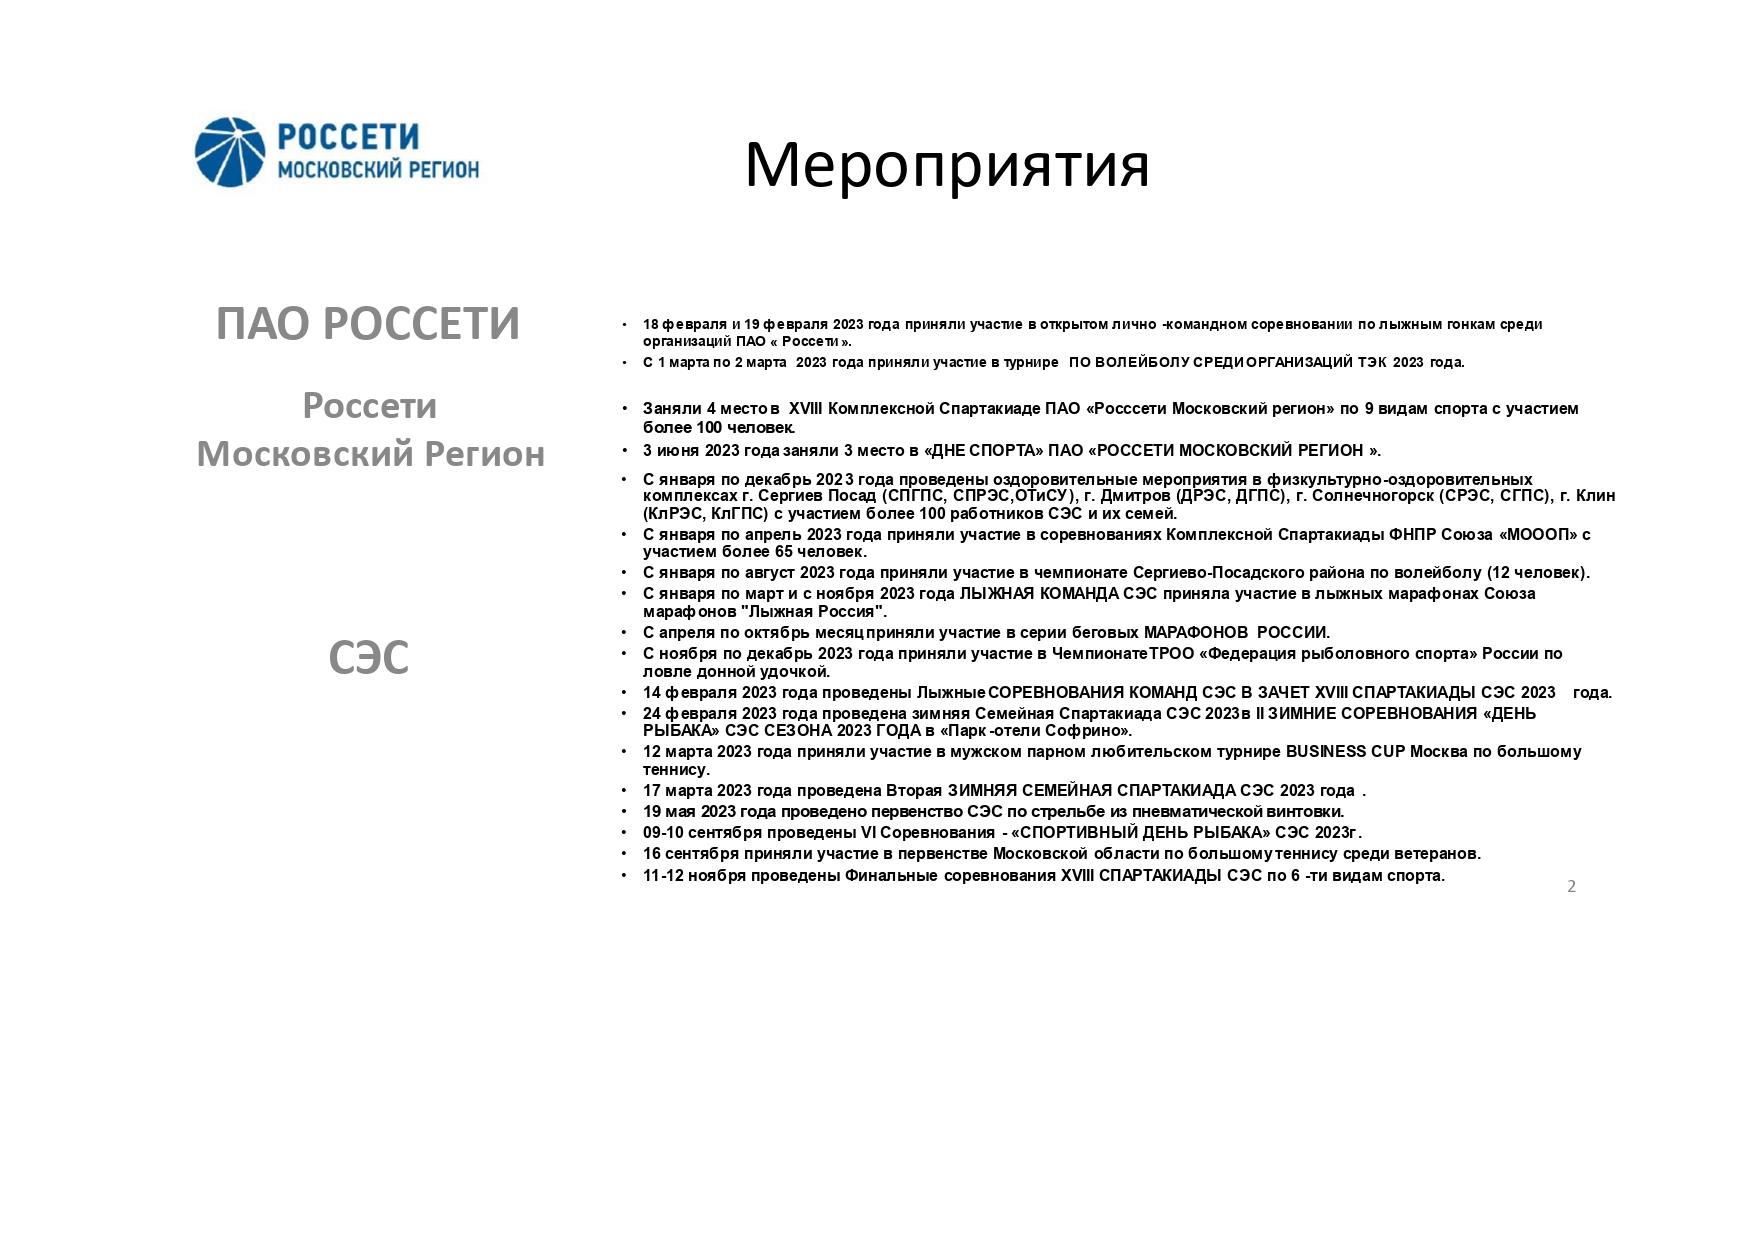 РОССЕТИ
МОСКОВСКИЙ РЕГИОН
Мероприятия
ПАО РОССЕТИ
• 18 февраля и 19 февраля 2023 года приняли участие в открытом лично -командном соревновании по лыжным гонкам среди
организаций ПАО « Россети ».
• С 1 марта по 2 марта 2023 года приняли участие в турнире ПО ВОЛЕЙБОЛУ СРЕДИ ОРГАНИЗАЦИЙ ТЭК 2023 года.
Россети
Московский Регион
• Заняли 4 место в XVIII Комплексной Спартакиаде ПАО «Росссети Московский регион» по 9 видам спорта с участием
более 100 человек.
• 3 июня 2023 года заняли 3 место в «ДНЕ СПОРТА» ПАО «РОССЕТИ МОСКОВСКИЙ РЕГИОН ».
СЭС
• С января по декабрь 2023 года проведены оздоровительные мероприятия в физкультурно-оздоровительных
комплексах г. Сергиев Посад (СПГПС, СПРЭС,ОТиСУ), г. Дмитров (ДРЭС, ДГПС), г. Солнечногорск (СРЭС, СГПС), г. Клин
(КлРЭС, КлГПС) с участием более 100 работников СЭС и их семей.
• С января по апрель 2023 года приняли участие в соревнованиях Комплексной Спартакиады ФНПР Союза «МОООП» с
участием более 65 человек.
• С января по август 2023 года приняли участие в чемпионате Сергиево-Посадского района по волейболу (12 человек).
• С января по март и с ноября 2023 года ЛЫЖНАЯ КОМАНДА СЭС приняла участие в лыжных марафонах Союза
марафонов "Лыжная Россия".
• С апреля по октябрь месяц приняли участие в серии беговых МАРАФОНОВ РОССИИ.
• С ноября по декабрь 2023 года приняли участие в Чемпионате ТРОО «Федерация рыболовного спорта» России по
ловле донной удочкой.
• 14 февраля 2023 года проведены Лыжные СОРЕВНОВАНИЯ КОМАНД СЭС В ЗАЧЕТ XVIII СПАРТАКИАДЫ СЭС 2023 года.
• 24 февраля 2023 года проведена зимняя Семейная Спартакиада СЭС 2023в II ЗИМНИЕ СОРЕВНОВАНИЯ «ДЕНЬ
РЫБАКА» СЭС СЕЗОНА 2023 ГОДА в «Парк -отели Софрино».
• 12 марта 2023 года приняли участие в мужском парном любительском турнире BUSINESS CUP Москва по большому
теннису.
• 17 марта 2023 года проведена Вторая ЗИМНЯЯ СЕМЕЙНАЯ СПАРТАКИАДА СЭС 2023 года .
• 19 мая 2023 года проведено первенство СЭС по стрельбе из пневматической винтовки.
• 09-10 сентября проведены VI Соревнования - «СПОРТИВНЫЙ ДЕНЬ РЫБАКА» СЭС 2023г.
• 16 сентября приняли участие в первенстве Московской области по большому теннису среди ветеранов.
• 11-12 ноября проведены Финальные соревнования XVIII СПАРТАКИАДЫ СЭС по 6 -ти видам спорта.
2